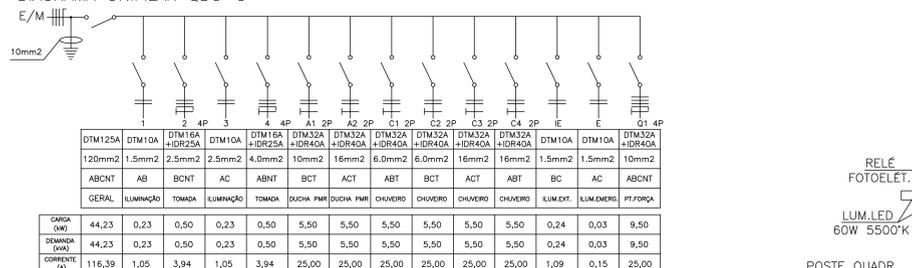 E/M
10mm2
1 2 4P 3 4 4P A1 2P A2 2P C1 2P C2 2P C3 2P C4 2P IE E Q1 4P
DTM125A DTM10A DTM16A +IDR25A DTM10A DTM16A +IDR25A DTM32A +IDR40A DTM32A +IDR40A DTM32A +IDR40A DTM32A +IDR40A DTM32A +IDR40A DTM32A +IDR40A DTM10A DTM10A DTM32A +IDR40A
120mm2 1.5mm2 2.5mm2 2.5mm2 4.0mm2 10mm2 16mm2 6.0mm2 6.0mm2 16mm2 16mm2 1.5mm2 1.5mm2 10mm2
ABCNT AB BCNT AC ABNT BCT ACT ABT BCT ACT ABT BC AC ABCNT
GERAL ILUMINAÇÃO TOMADA ILUMINAÇÃO TOMADA DUCHA PMR DUCHA PMR CHUVEIRO CHUVEIRO CHUVEIRO CHUVEIRO ILUM.EXT. ILUM.EMERG. PT.FORÇA
CARGA (kW) 44,23 0,23 0,50 0,23 0,50 5,50 5,50 5,50 5,50 5,50 5,50 0,24 0,03 9,50
DEMANDA (kVA) 44,23 0,23 0,50 0,23 0,50 5,50 5,50 5,50 5,50 5,50 5,50 0,24 0,03 9,50
CORRENTE (A) 116,39 1,05 3,94 1,05 3,94 25,00 25,00 25,00 25,00 25,00 25,00 1,09 0,15 25,00
RELÉ
FOTOELÉT.
LUM.LED
60W 5500°K
POSTE QUADR.